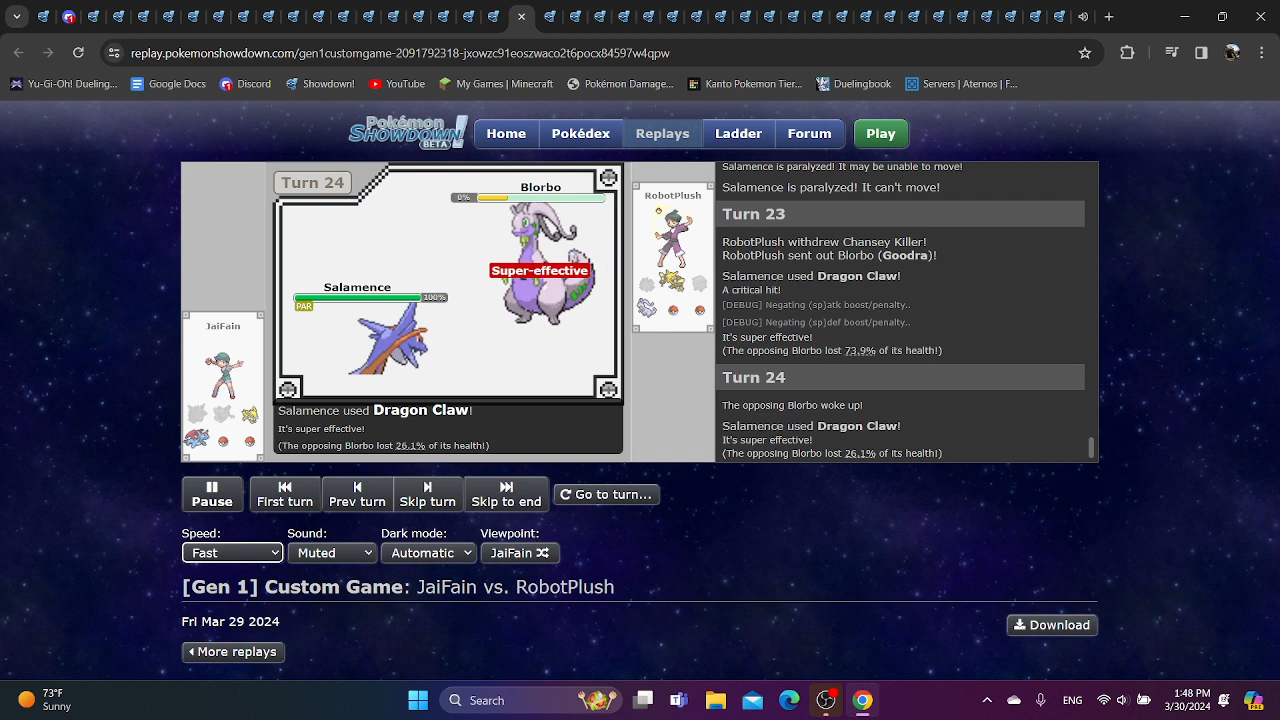 replay.pokemonshowdown.com/gen1customgame-2091792318-jxowzc91eoszwaco2t6pocx84597w4qpw
Yu-Gi-Oh! Dueling...
Google Docs
Discord
Showdown!
YouTube
My Games | Minecraft
Pokémon Damage...
Kanto Pokemon Tier...
Duelingbook
Servers | Aternos | F...
Pokémon
SHOWDOWN!
BETA
Home
Pokédex
Replays
Ladder
Forum
Play
Turn 24
Blorbo
0%
Super-effective
Salamence
100%
PAR
JaiFain
RobotPlush
Salamence used Dragon Claw!
It's super effective!
(The opposing Blorbo lost 26.1% of its health!)
Salamence is paralyzed! It may be unable to move!
Salamence is paralyzed! It can't move!
Turn 23
RobotPlush withdrew Chansey Killer!
RobotPlush sent out Blorbo (Goodra)!
Salamence used Dragon Claw!
A critical hit!
[DEBUG] Negating (sp)atk boost/penalty..
[DEBUG] Negating (sp)def boost/penalty..
It's super effective!
(The opposing Blorbo lost 73.9% of its health!)
Turn 24
The opposing Blorbo woke up!
Salamence used Dragon Claw!
It's super effective!
(The opposing Blorbo lost 26.1% of its health!)
Pause
First turn
Prev turn
Skip turn
Skip to end
Go to turn...
Speed:
Sound:
Dark mode:
Viewpoint:
Fast
Muted
Automatic
JaiFain
[Gen 1] Custom Game: JaiFain vs. RobotPlush
Fri Mar 29 2024
Download
More replays
73°F
Sunny
Search
ENG
1:48 PM
3/30/2024
PRE